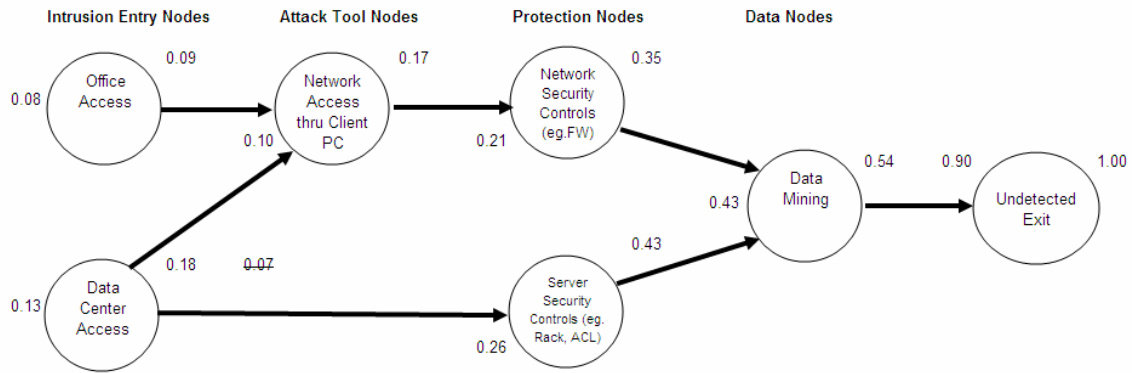 Intrusion Entry Nodes
Attack Tool Nodes
Protection Nodes
Data Nodes
0.08
Office
Access
0.09
Network
Access
thru Client
PC
0.10
0.17
Network
Security
Controls
(eg.FW)
0.21
0.35
Data
Mining
0.43
0.54
0.90
Undetected
Exit
1.00
0.13
Data
Center
Access
0.18
0.07
Server
Security
Controls (eg.
Rack, ACL)
0.26
0.43